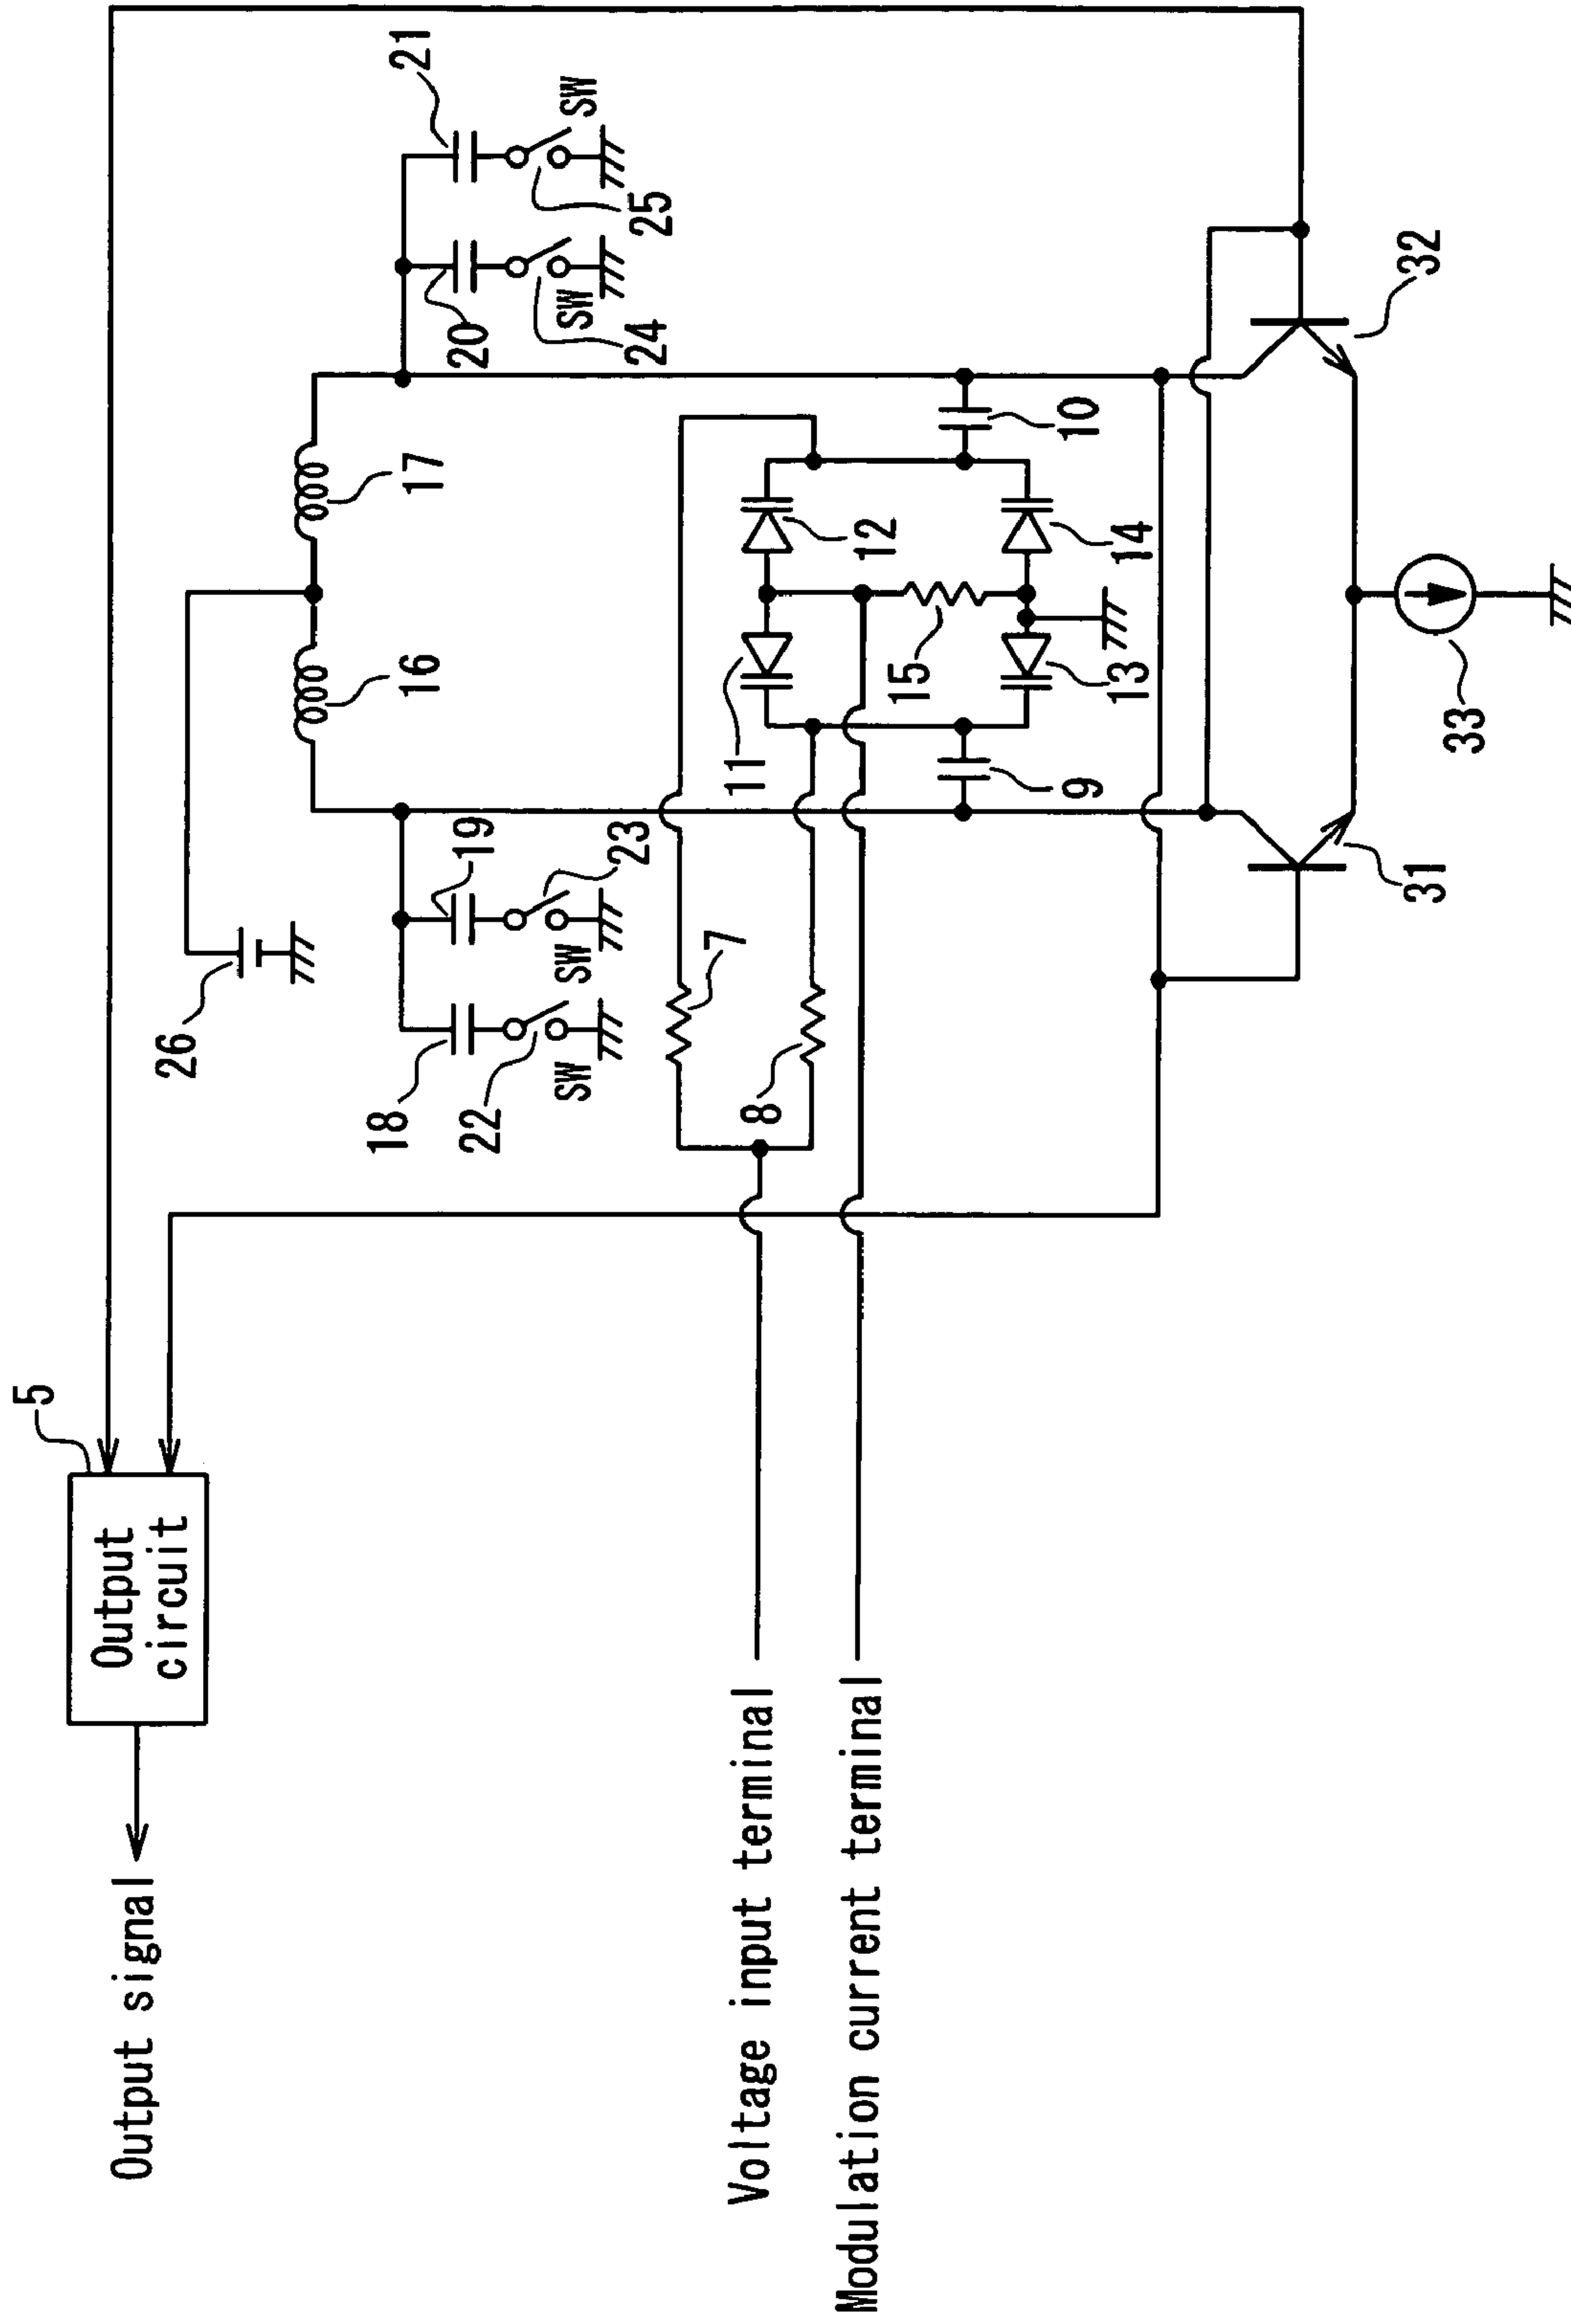 Output signal
Output
circuit
5
26
16
17
18
19
20
21
22
23
24
25
SW
SW
SW
SW
7
8
11
12
15
13
14
9
10
Voltage input terminal
Modulation current terminal
31
32
33